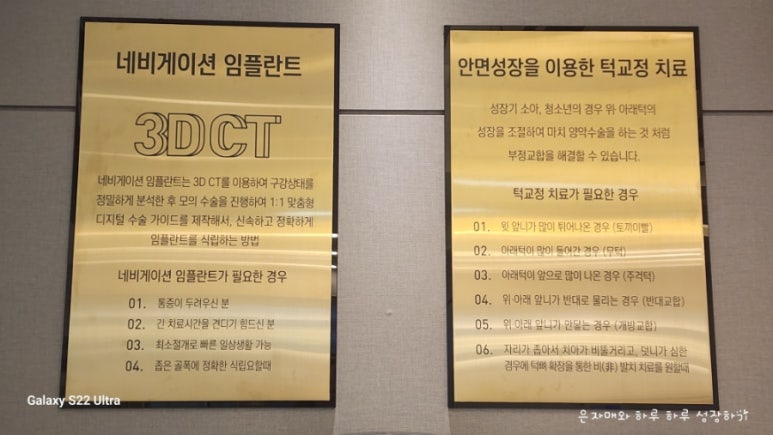 네비게이션 임플란트
3D CT
네비게이션 임플란트는 3D CT를 이용하여 구강상태를
정밀하게 분석한 후 모의 수술을 진행하여 1:1 맞춤형
디지털 수술 가이드를 제작해서, 신속하고 정확하게
임플란트를 식립하는 방법
네비게이션 임플란트가 필요한 경우
01. 통증이 두려우신 분
02. 긴 치료시간을 견디기 힘드신 분
03. 최소절개로 빠른 일상생활 가능
04. 좁은 골폭에 정확한 식립요할때
안면성장을 이용한 턱교정 치료
성장기 소아, 청소년의 경우 위 아래턱의
성장을 조절하여 마치 양악수술을 하는 것 처럼
부정교합을 해결할 수 있습니다.
턱교정 치료가 필요한 경우
01. 윗 앞니가 많이 튀어나온 경우 (토끼이빨)
02. 아래턱이 많이 들어간 경우 (무턱)
03. 아래턱이 앞으로 많이 나온 경우 (주걱턱)
04. 위·아래 앞니가 반대로 물리는 경우 (반대교합)
05. 위·아래 앞니가 안닿는 경우 (개방교합)
06. 자리가 좁아서 치아가 비뚤거리고, 덧니가 심한
경우에 턱뼈 확장을 통한 비(非) 발치 치료를 원할때
Galaxy S22 Ultra
은자매와 하루 하루 성장하기